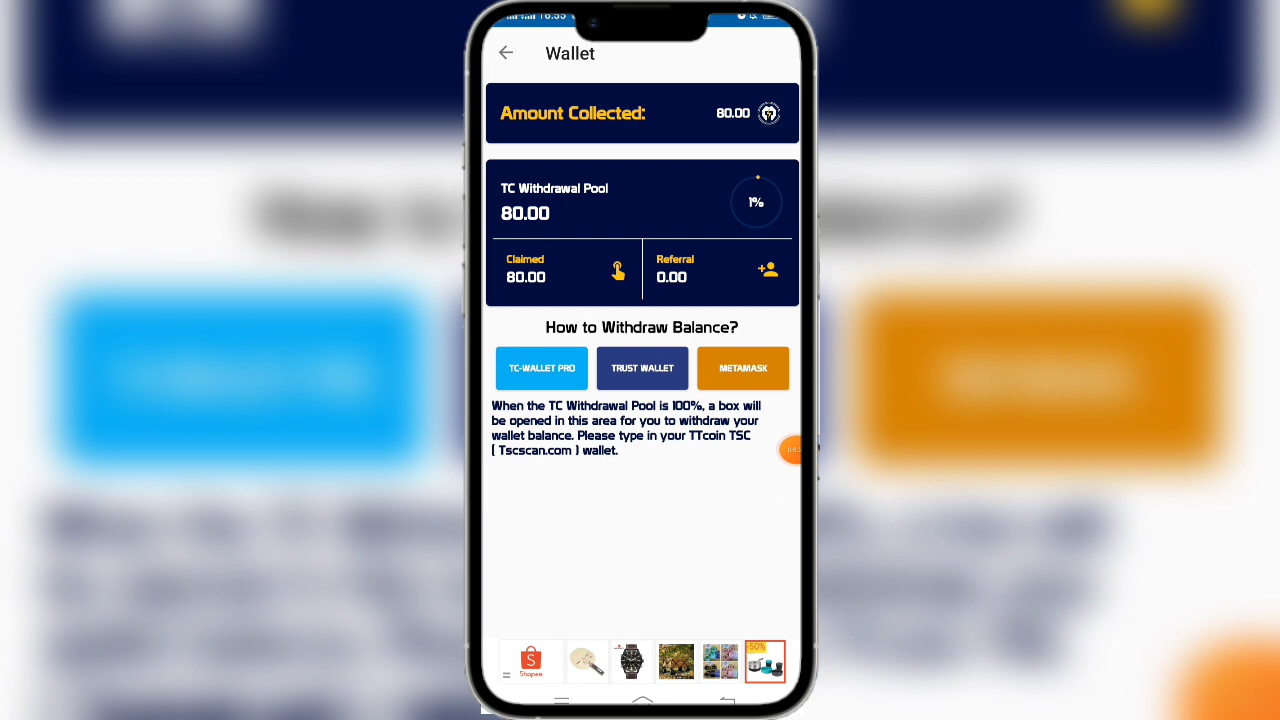 16:55
Wallet
Amount Collected: 80.00
TC Withdrawal Pool
80.00
1%
Claimed
80.00
Referral
0.00
How to Withdraw Balance?
TC-WALLET PRO
TRUST WALLET
METAMASK
When the TC Withdrawal Pool is 100%, a box will
be opened in this area for you to withdraw your
wallet balance. Please type in your TTcoin TSC
( Tscscan.com ) wallet.
Shopee
-50%